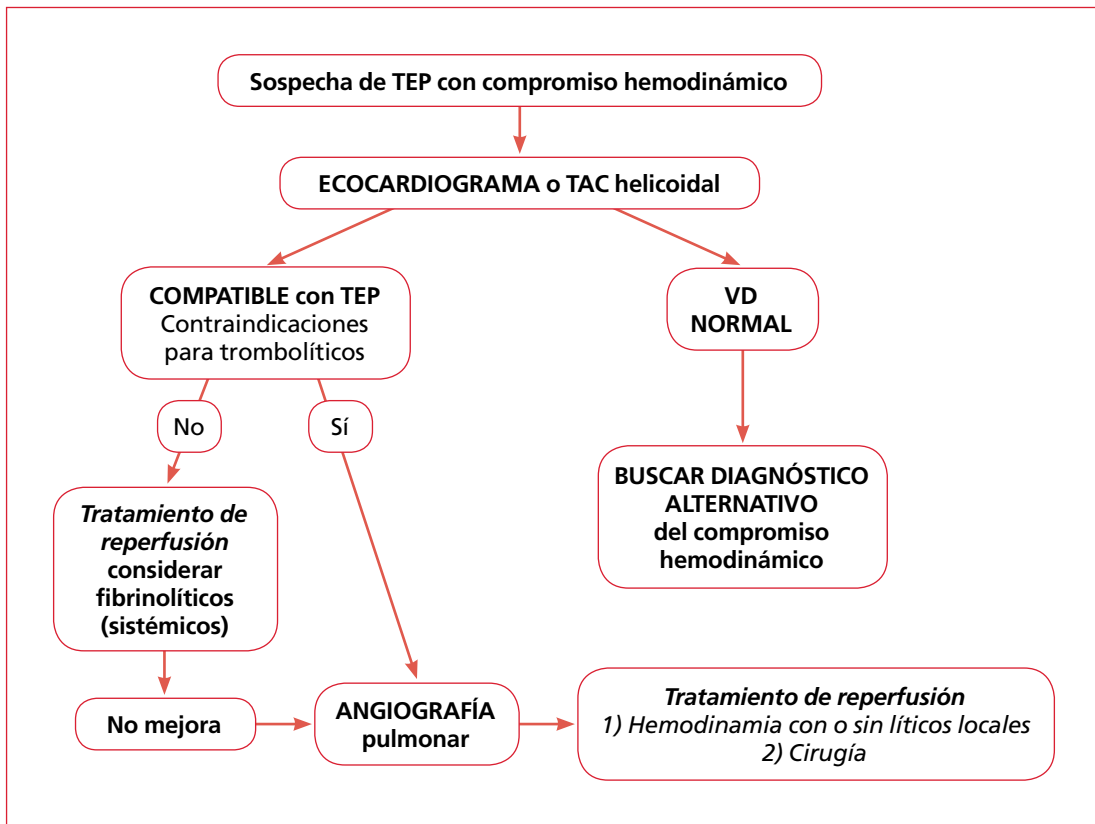 Sospecha de TEP con compromiso hemodinámico
ECOCARDIOGRAMA o TAC helicoidal
COMPATIBLE con TEP
Contraindicaciones
para trombolíticos
VD
NORMAL
No
Sí
BUSCAR DIAGNÓSTICO
ALTERNATIVO
del compromiso
hemodinámico
Tratamiento de
reperfusión
considerar
fibrinolíticos
(sistémicos)
No mejora
ANGIOGRAFÍA
pulmonar
Tratamiento de reperfusión
1) Hemodinamia con o sin líticos locales
2) Cirugía